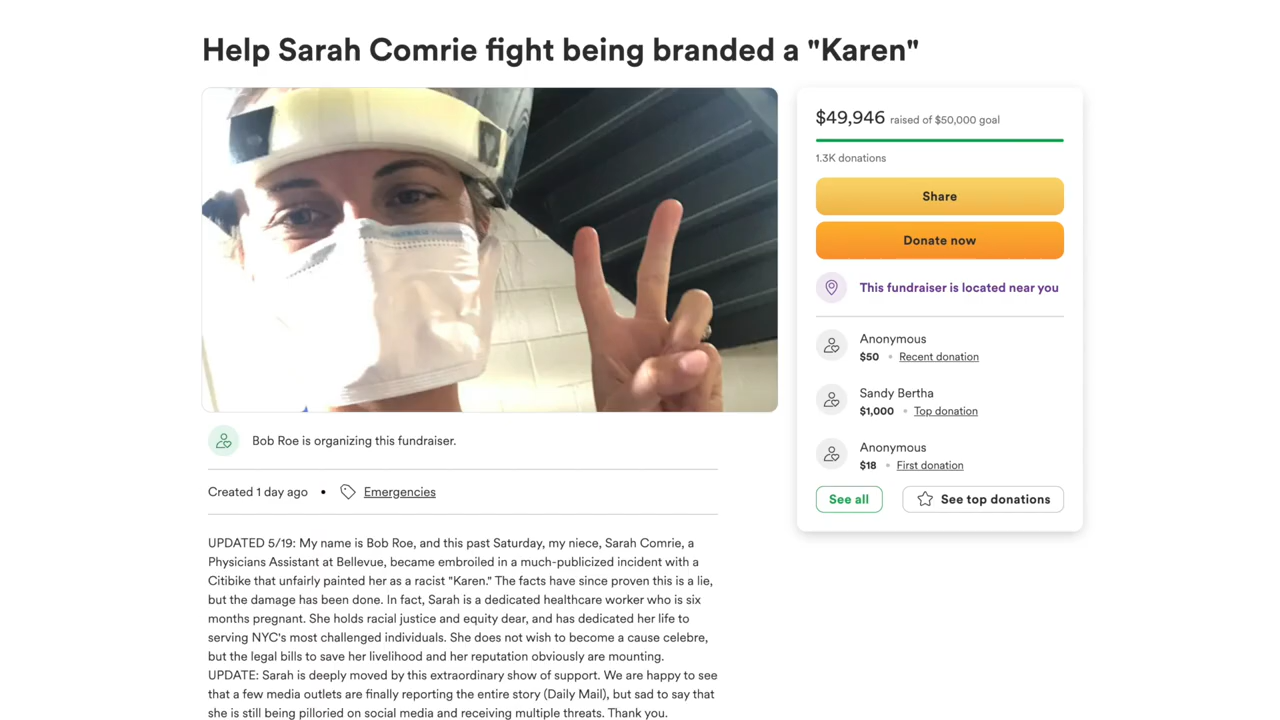 Help Sarah Comrie fight being branded a "Karen"
$49,946 raised of $50,000 goal
1.3K donations
Share
Donate now
This fundraiser is located near you
Anonymous
$50 • Recent donation
Sandy Bertha
$1,000 • Top donation
Anonymous
$18 • First donation
See all
See top donations
Bob Roe is organizing this fundraiser.
Created 1 day ago • Emergencies
UPDATED 5/19: My name is Bob Roe, and this past Saturday, my niece, Sarah Comrie, a
Physicians Assistant at Bellevue, became embroiled in a much-publicized incident with a
Citibike that unfairly painted her as a racist "Karen." The facts have since proven this is a lie,
but the damage has been done. In fact, Sarah is a dedicated healthcare worker who is six
months pregnant. She holds racial justice and equity dear, and has dedicated her life to
serving NYC's most challenged individuals. She does not wish to become a cause celebre,
but the legal bills to save her livelihood and her reputation obviously are mounting.
UPDATE: Sarah is deeply moved by this extraordinary show of support. We are happy to see
that a few media outlets are finally reporting the entire story (Daily Mail), but sad to say that
she is still being pilloried on social media and receiving multiple threats. Thank you.